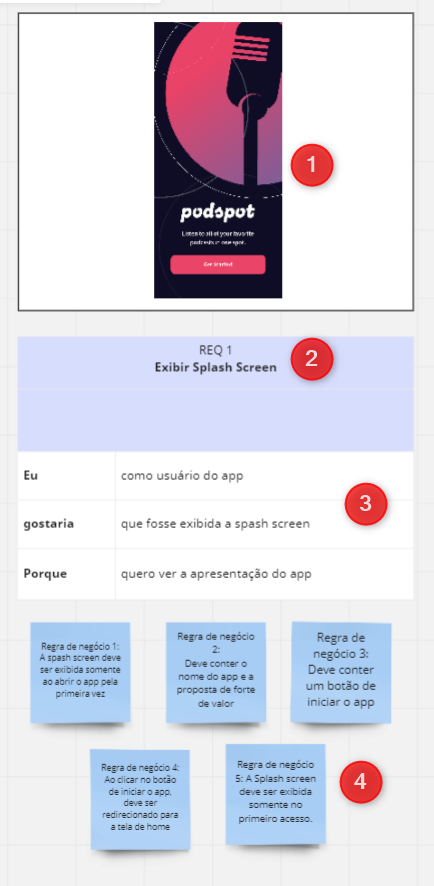 1
podspot
Listen to all of your favorite
podcasts in one spot.
Get Started
REQ 1
2
Exibir Splash Screen
Eu
como usuário do app
3
gostaria
que fosse exibida a spash screen
Porque
quero ver a apresentação do app
Regra de negócio 1:
A spash screen deve
ser exibida somente
ao abrir o app pela
primeira vez
Regra de negócio
2:
Deve conter o
nome do app e a
proposta de forte
de valor
Regra de
negócio 3:
Deve conter
um botão de
iniciar o app
Regra de negócio 4:
Ao clicar no botão
de iniciar o app,
deve ser
redirecionado para
a tela de home
Regra de negócio
5: A Splash screen
deve ser exibida
somente no
primeiro acesso.
4